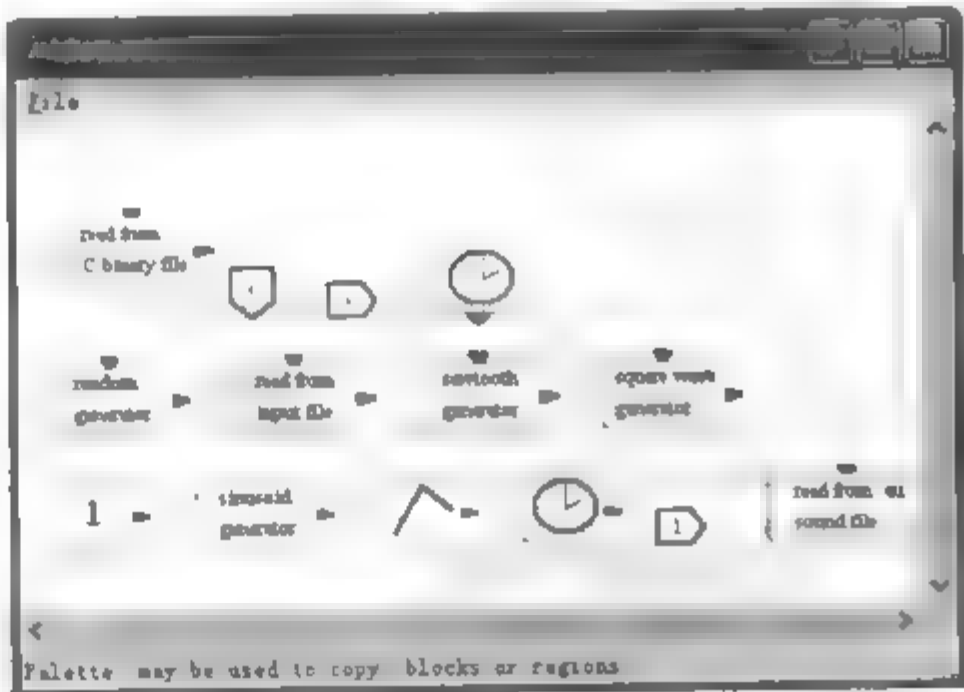 File
read from
C binary file
random
generator
read from
input file
sawtooth
generator
square wave
generator
1
sinusoid
generator
1
read from
sound file
Palette may be used to copy blocks or regions